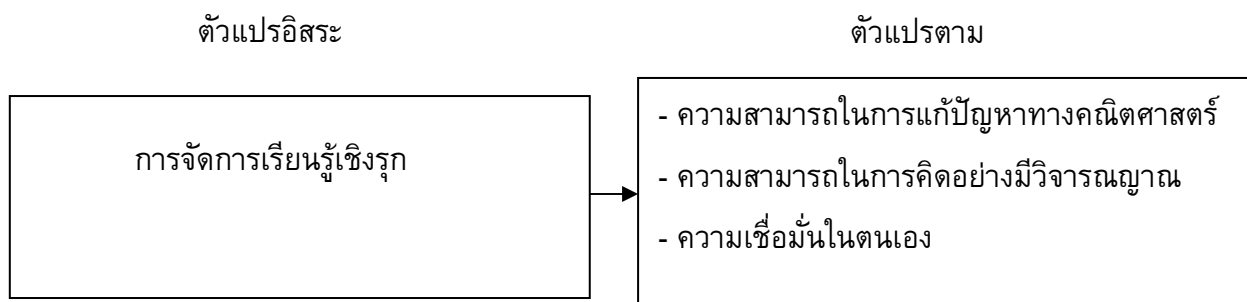 ตัวแปรอิสระ
ตัวแปรตาม
การจัดการเรียนรู้เชิงรุก
- ความสามารถในการแก้ปัญหาทางคณิตศาสตร์
- ความสามารถในการคิดอย่างมีวิจารณญาณ
- ความเชื่อมั่นในตนเอง